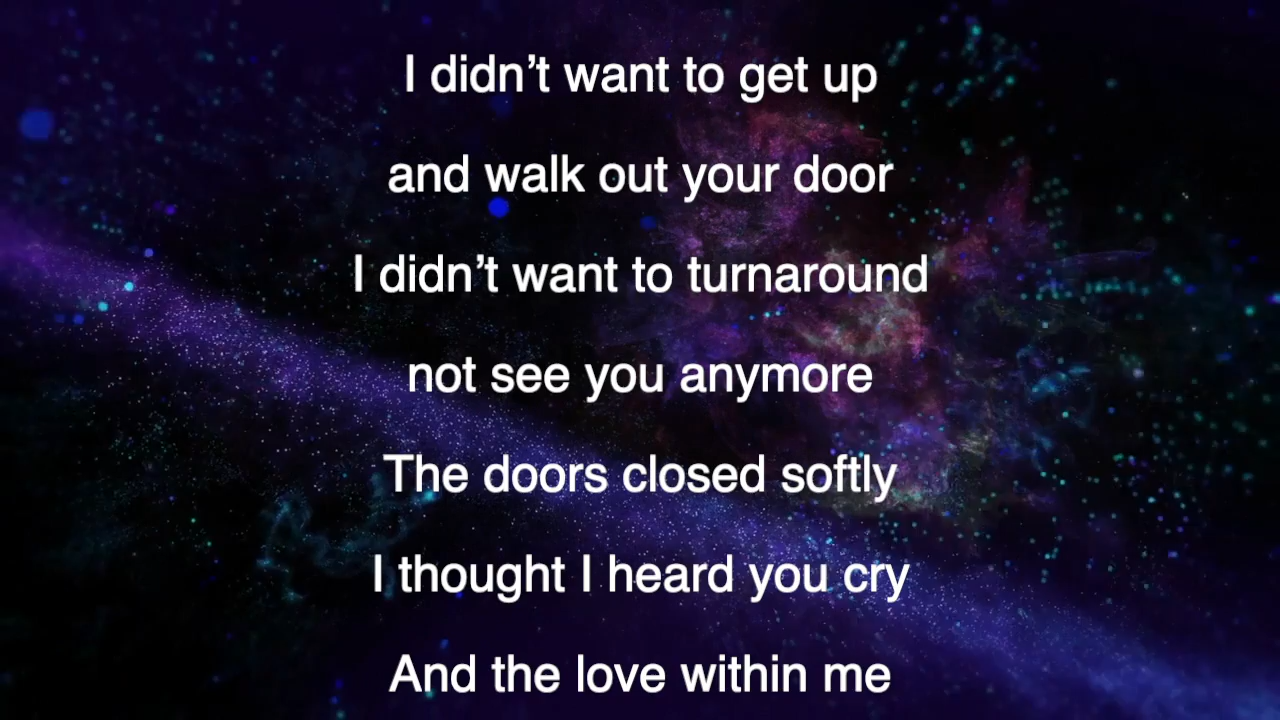 I didn’t want to get up
and walk out your door
I didn’t want to turnaround
not see you anymore
The doors closed softly
I thought I heard you cry
And the love within me